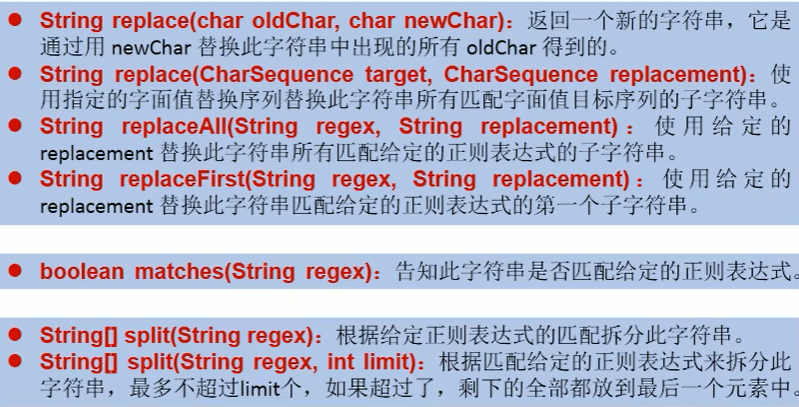 ● String replace(char oldChar, char newChar)：返回一个新的字符串，它是
通过用 newChar 替换此字符串中出现的所有 oldChar 得到的。
● String replace(CharSequence target, CharSequence replacement)：使
用指定的字面值替换序列替换此字符串所有匹配字面值目标序列的子字符串。
● String replaceAll(String regex, String replacement)：使用给定的
replacement 替换此字符串所有匹配给定的正则表达式的子字符串。
● String replaceFirst(String regex, String replacement)：使用给定的
replacement 替换此字符串匹配给定的正则表达式的第一个子字符串。
● boolean matches(String regex)：告知此字符串是否匹配给定的正则表达式。
● String[] split(String regex)：根据给定正则表达式的匹配拆分此字符串。
● String[] split(String regex, int limit)：根据匹配给定的正则表达式来拆分此
字符串，最多不超过limit个，如果超过了，剩下的全部都放到最后一个元素中。